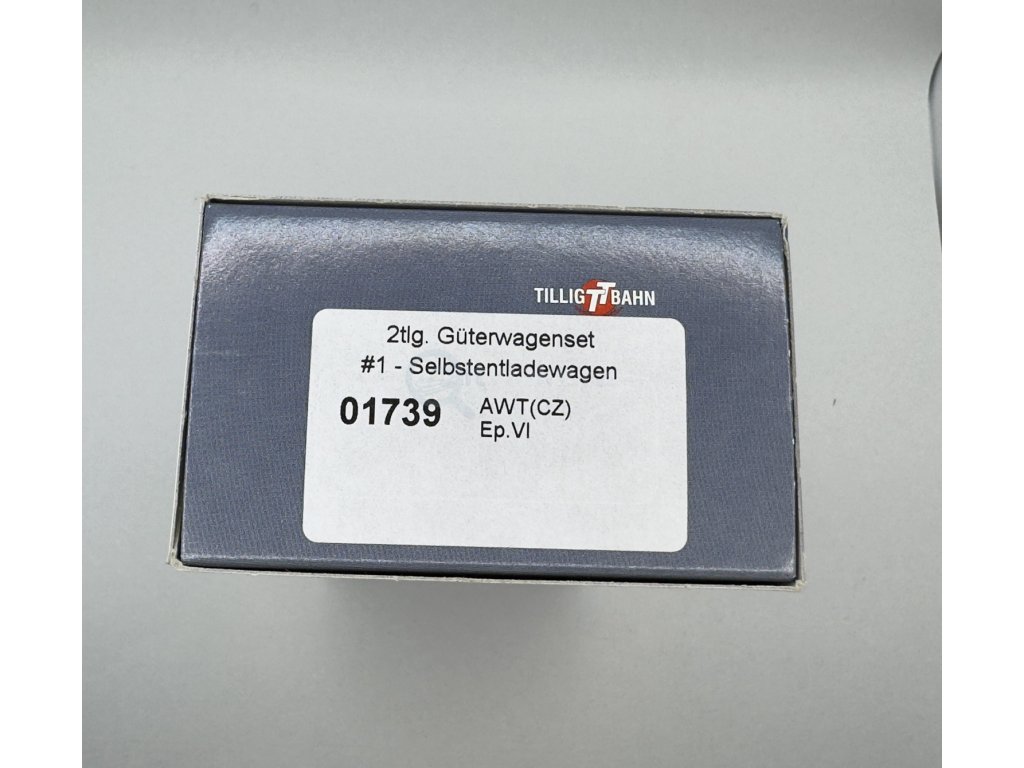 TILLIG TT BAHN
2tlg. Güterwagenset
#1 - Selbstentladewagen
01739 AWT(CZ)
Ep.VI